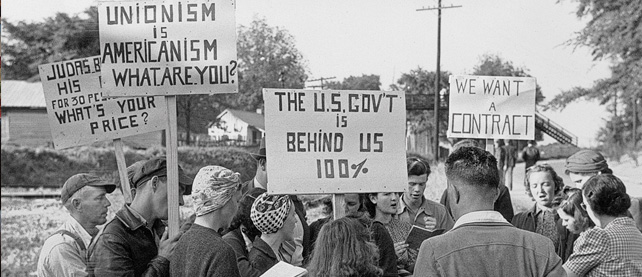 UNIONISM
IS
AMERICANISM
WHAT ARE YOU?
JUDAS, B
HIS
FOR 30 PE
WHAT'S YOUR
PRICE?
THE U.S. GOV'T
IS
BEHIND US
100%
WE WANT
A
CONTRACT